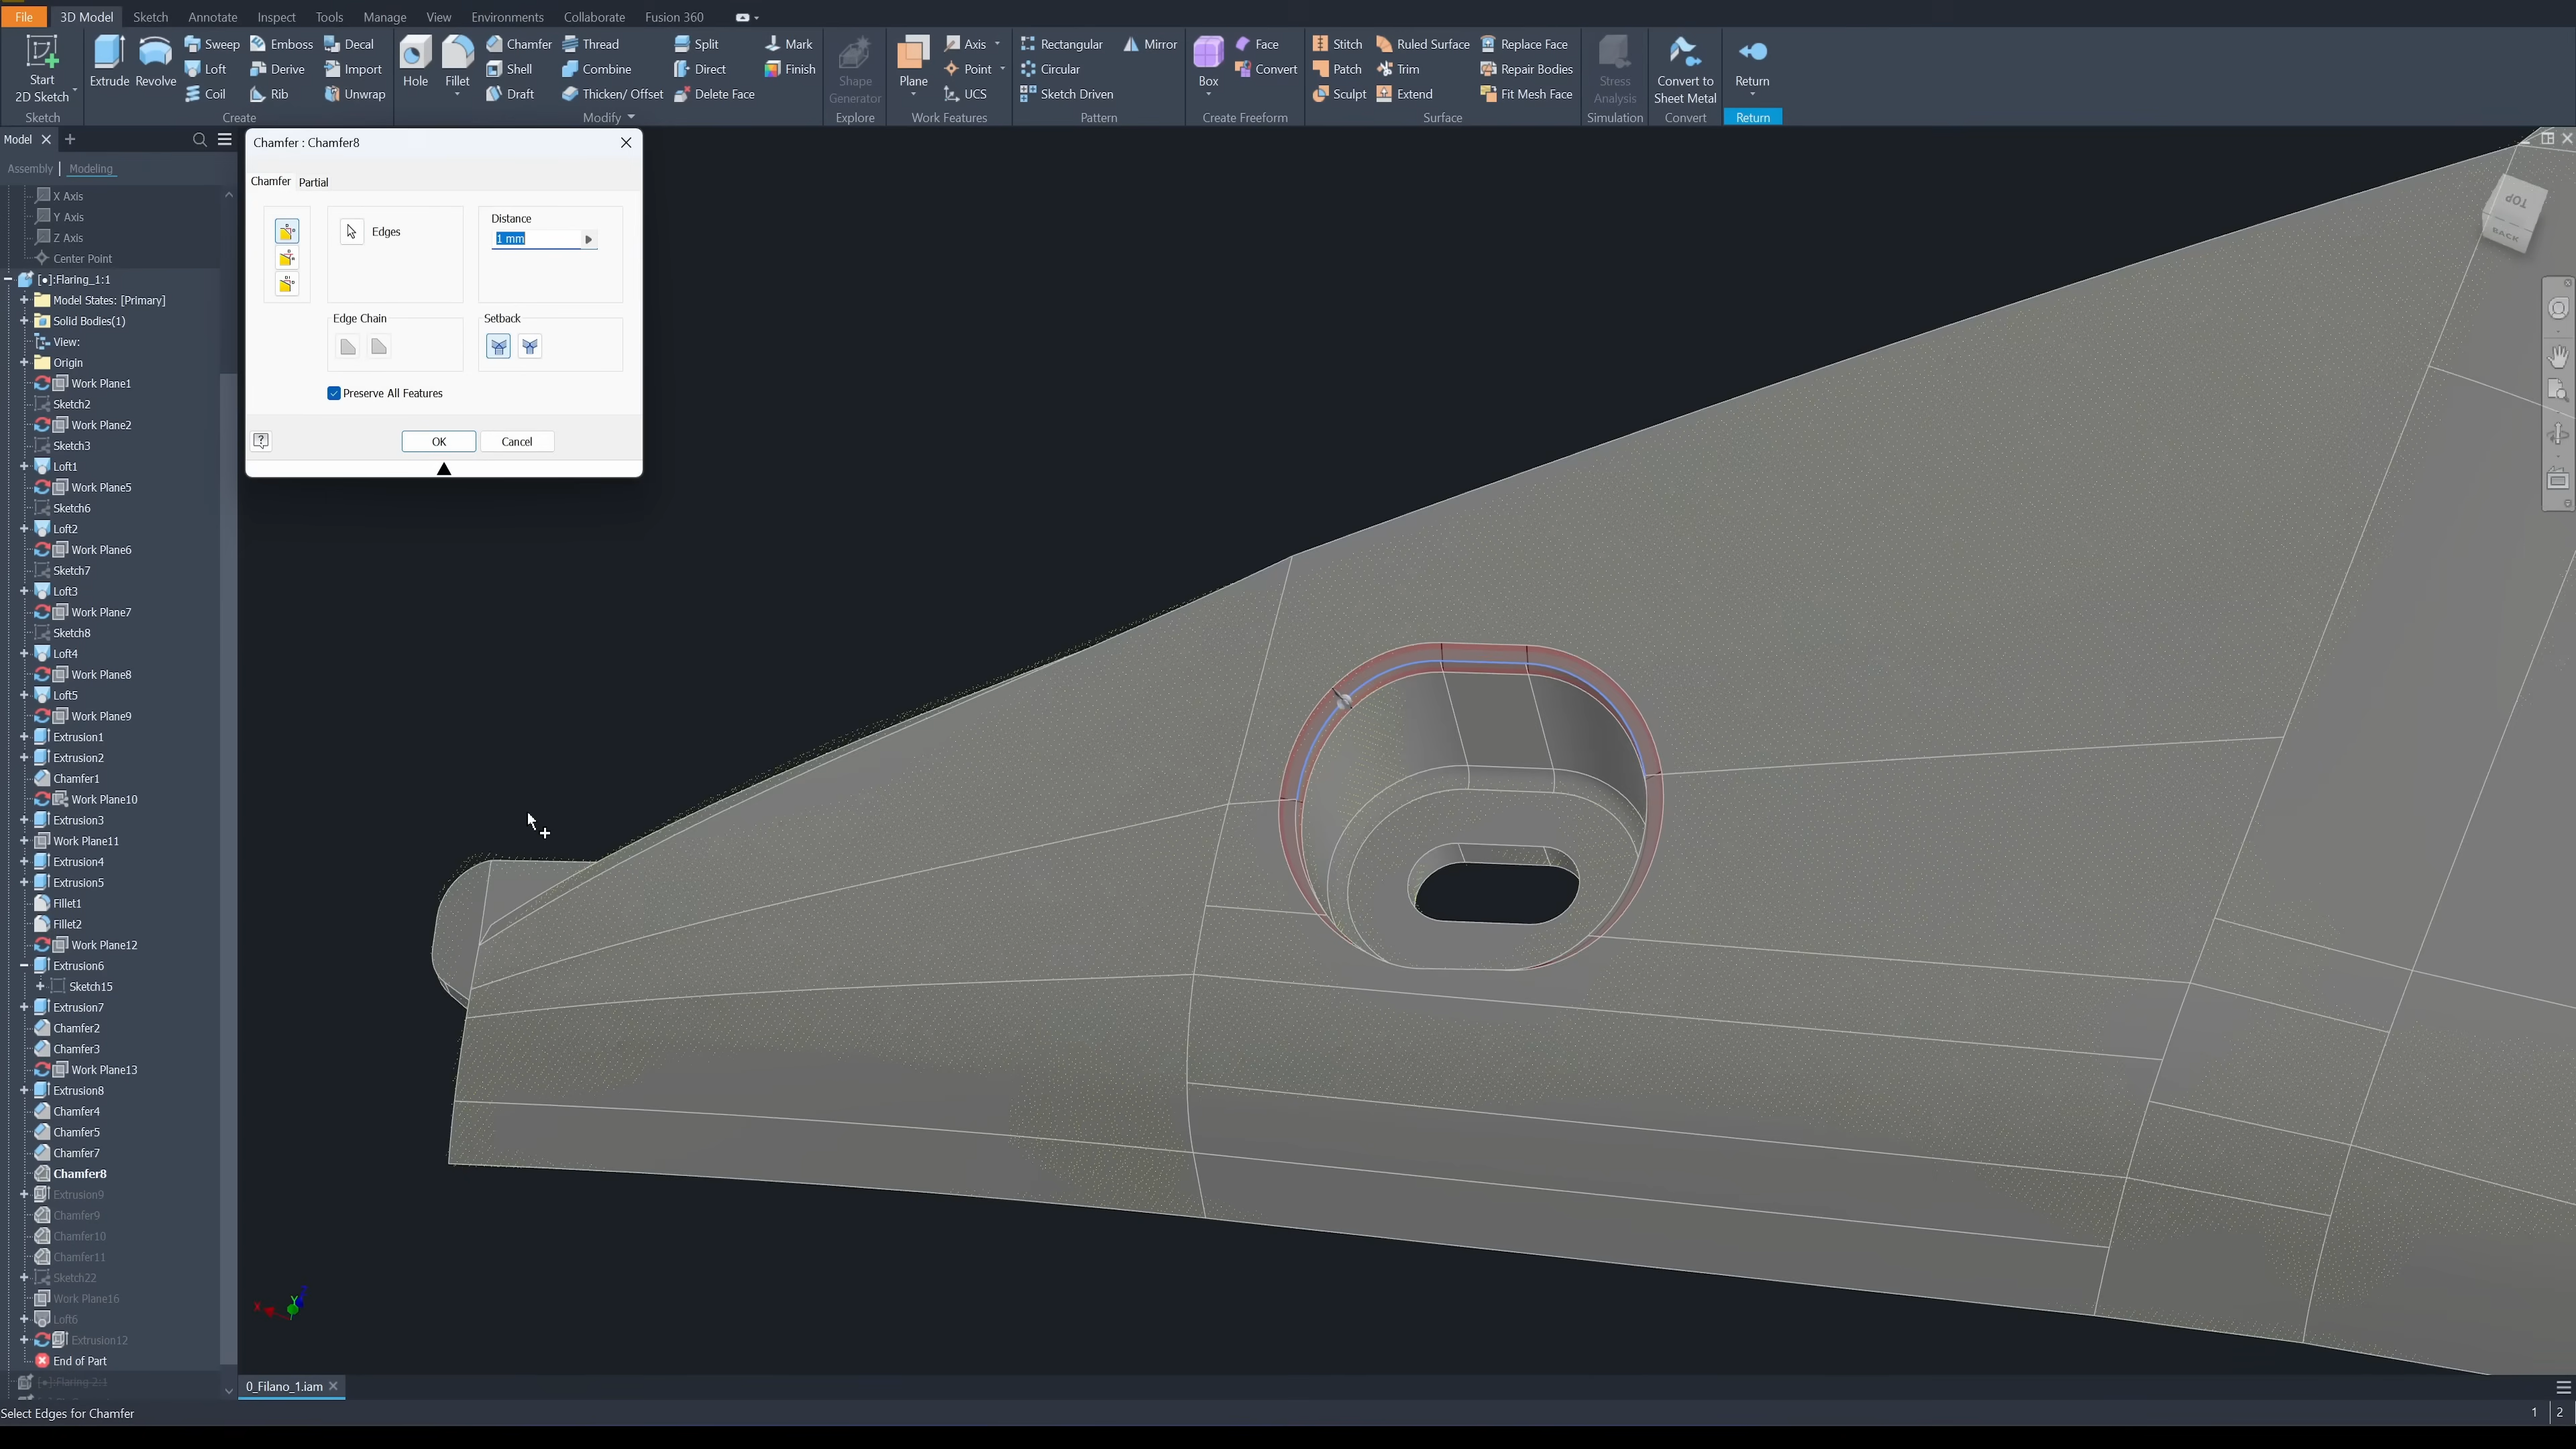 File 3D Model Sketch Annotate Inspect Tools Manage View Environments Collaborate Fusion 360
Start
2D Sketch
Extrude
Revolve
Sweep Emboss Decal
Loft Derive Import
Coil Rib Unwrap
Hole
Fillet
Chamfer Thread Split Mark
Shell Combine Direct Finish
Draft Thicken/ Offset Delete Face
Shape
Generator
Plane
Axis
Point
UCS
Rectangular Mirror
Circular
Sketch Driven
Box
Face
Convert
Stitch Ruled Surface Replace Face
Patch Trim Repair Bodies
Sculpt Extend Fit Mesh Face
Stress
Analysis
Convert to
Sheet Metal
Return
Sketch Create Modify Explore Work Features Pattern Create Freeform Surface Simulation Convert Return
Model
Assembly | Modeling
X Axis
Y Axis
Z Axis
Center Point
[●]:Flaring_1:1
Model States: [Primary]
Solid Bodies(1)
View:
Origin
Work Plane1
Sketch2
Work Plane2
Sketch3
Loft1
Work Plane5
Sketch6
Loft2
Work Plane6
Sketch7
Loft3
Work Plane7
Sketch8
Loft4
Work Plane8
Loft5
Work Plane9
Extrusion1
Extrusion2
Chamfer1
Work Plane10
Extrusion3
Work Plane11
Extrusion4
Extrusion5
Fillet1
Fillet2
Work Plane12
Extrusion6
Sketch15
Extrusion7
Chamfer2
Chamfer3
Work Plane13
Extrusion8
Chamfer4
Chamfer5
Chamfer7
Chamfer8
Extrusion9
Chamfer9
Chamfer10
Chamfer11
Sketch22
Work Plane16
Loft6
Extrusion12
End of Part
[●]:Flaring 2:1
Chamfer : Chamfer8
Chamfer Partial
Edges
Distance
1 mm
Edge Chain
Setback
Preserve All Features
?
OK
Cancel
TOP
BACK
X
Y
0_Filano_1.iam
Select Edges for Chamfer
1 2